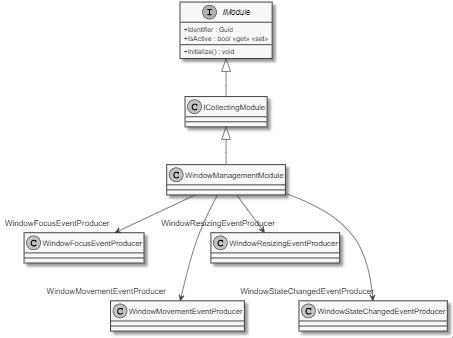 I IModule
+Identifier : Guid
+IsActive : bool «get» «set»
+Initialize() : void
C ICollectingModule
C WindowManagementModule
WindowFocusEventProducer
WindowResizingEventProducer
C WindowFocusEventProducer
C WindowResizingEventProducer
WindowMovementEventProducer
WindowStateChangedEventProducer
C WindowMovementEventProducer
C WindowStateChangedEventProducer